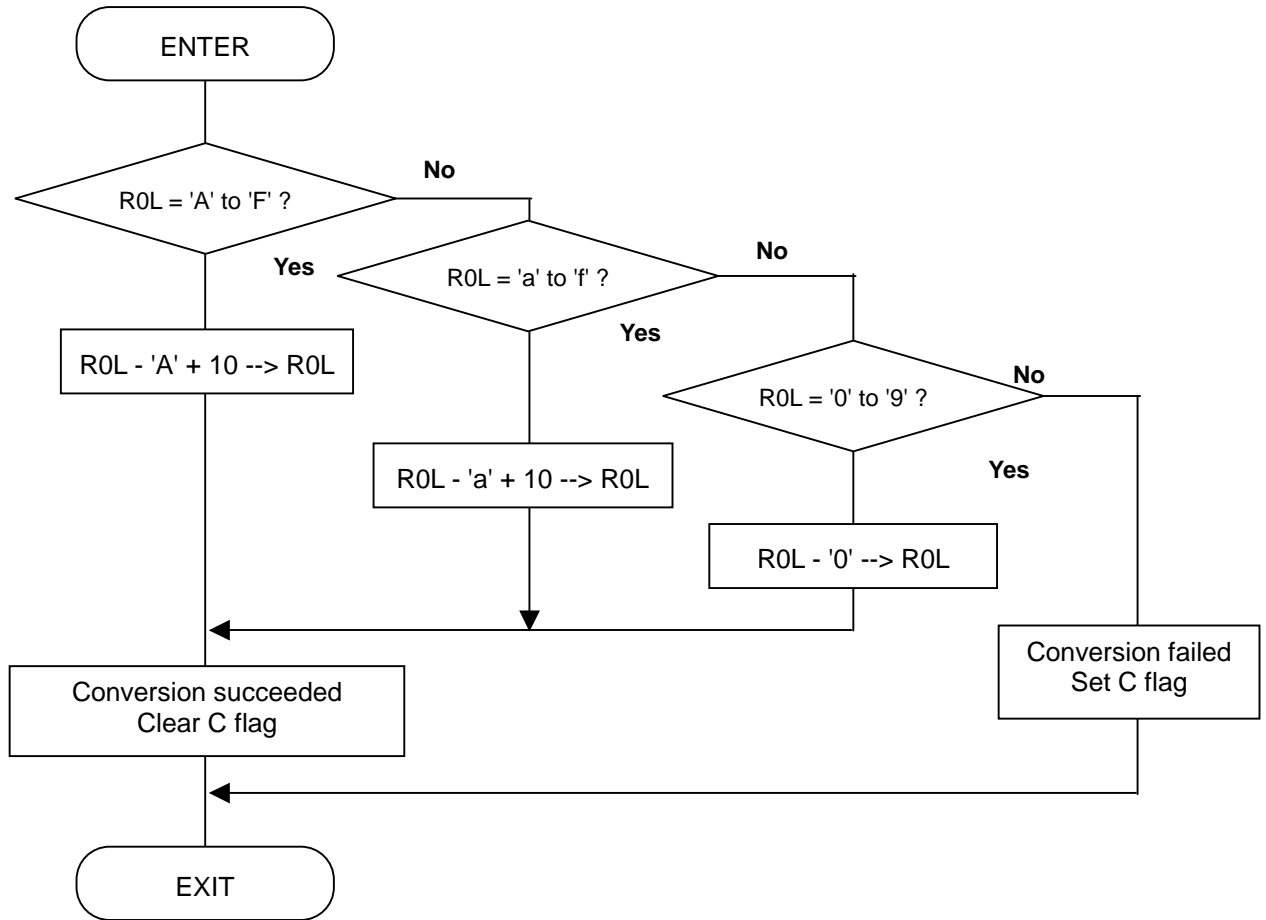 ENTER
No
R0L = 'A' to 'F' ?
Yes
No
R0L = 'a' to 'f' ?
Yes
R0L - 'A' + 10 --> R0L
No
R0L = '0' to '9' ?
Yes
R0L - 'a' + 10 --> R0L
R0L - '0' --> R0L
Conversion failed
Set C flag
Conversion succeeded
Clear C flag
EXIT